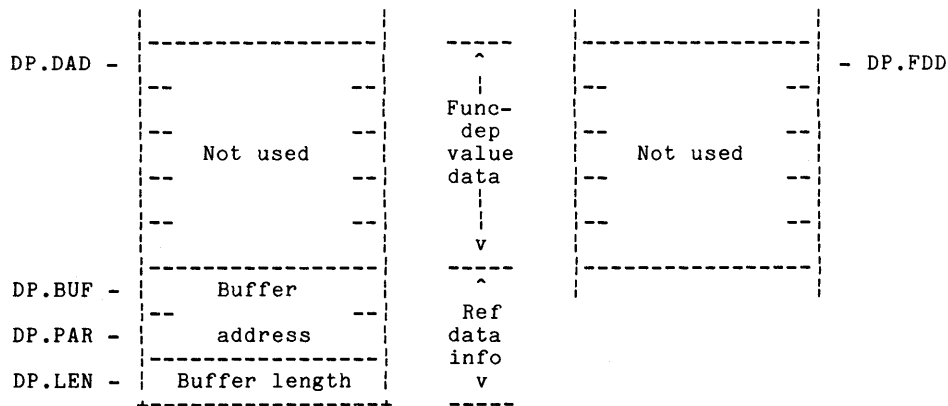 DP.DAD - - DP.FDD
Func-
dep
Not used value Not used
data
v
DP.BUF - Buffer
Ref
DP.PAR - address data
info
DP.LEN - Buffer length v